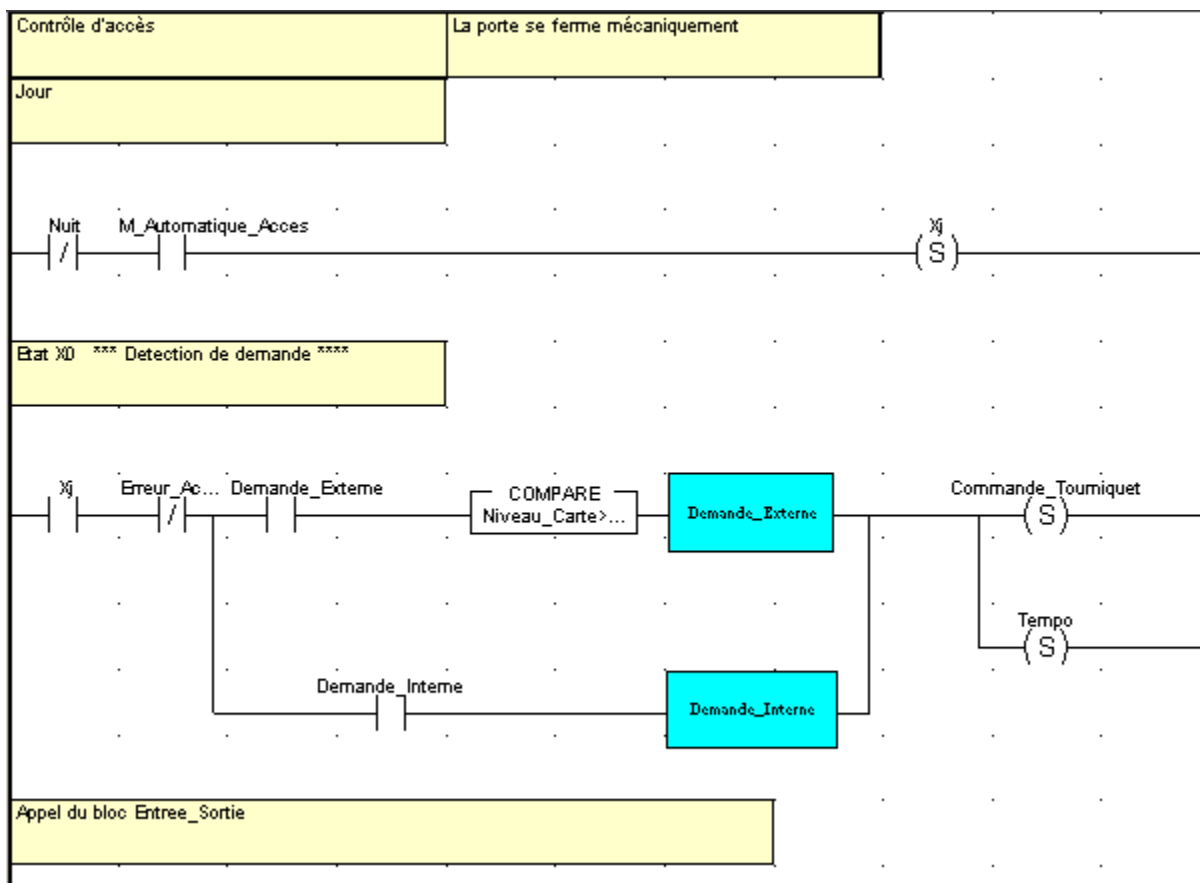 Contrôle d'accès
La porte se ferme mécaniquement
Jour
Nuit
M_Automatique_Acces
Xj
/
S
Etat X0 *** Detection de demande ****
Xj
Erreur_Ac...
Demande_Externe
COMPARE
Niveau_Carte>...
Demande_Externe
Commande_Tourniquet
/
S
Tempo
S
Demande_Interne
Demande_Interne
Appel du bloc Entree_Sortie